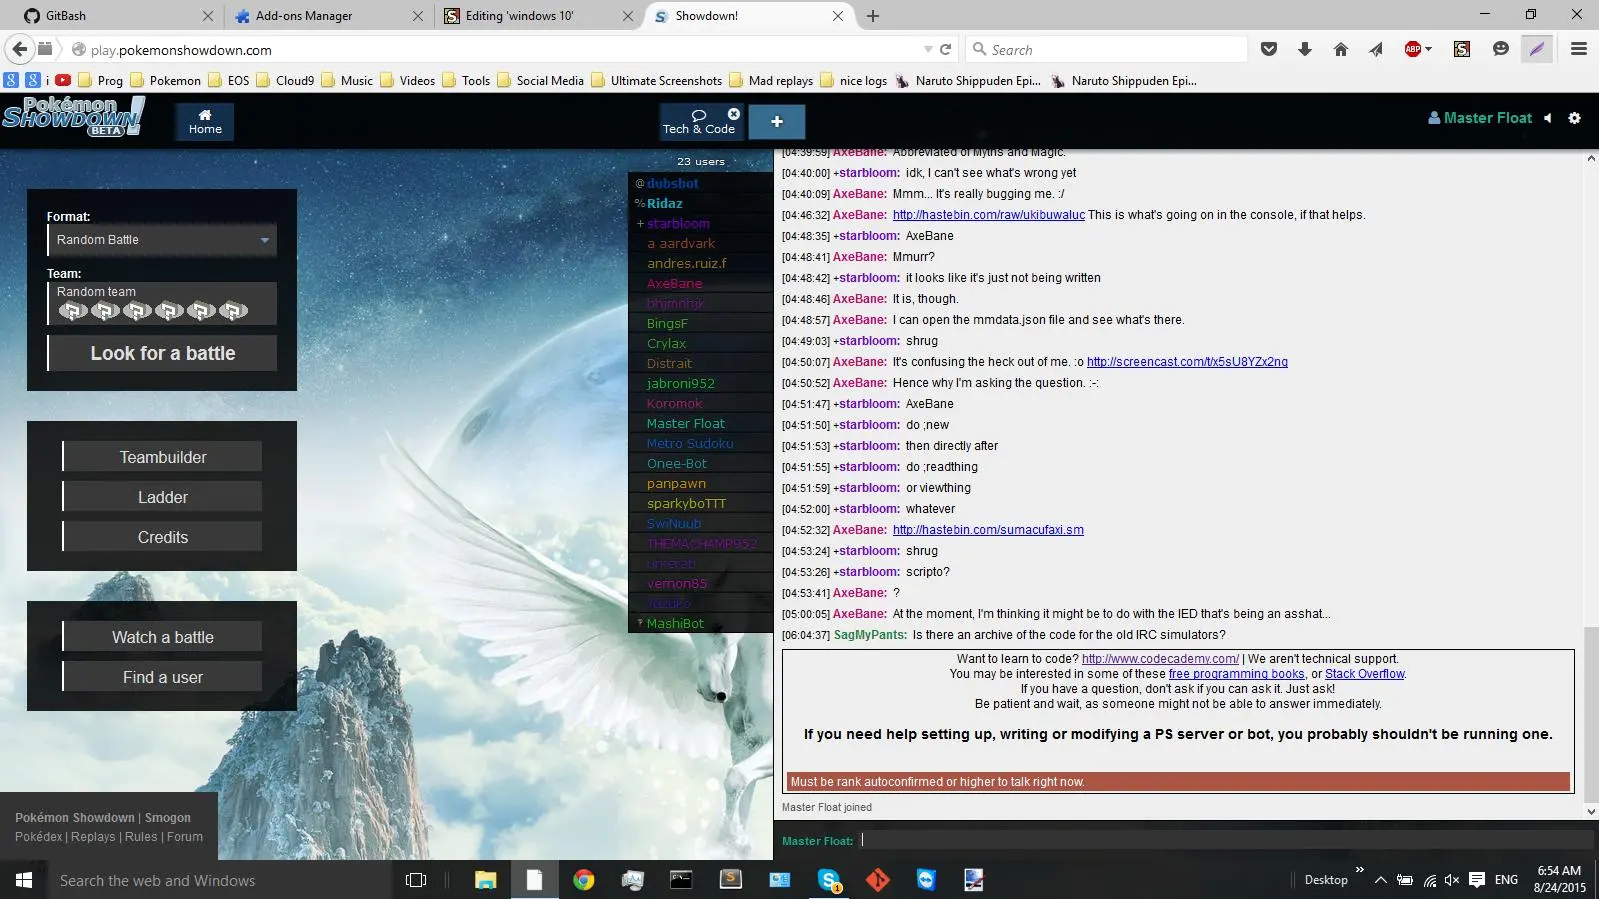 GitBash
Add-ons Manager
Editing 'windows 10'
Showdown!
play.pokemonshowdown.com
Search
ABP
i
Prog
Pokemon
EOS
Cloud9
Music
Videos
Tools
Social Media
Ultimate Screenshots
Mad replays
nice logs
Naruto Shippuden Epi...
Naruto Shippuden Epi...
Pokémon
SHOWDOWN!
BETA
Home
Tech & Code
Master Float
Format:
Random Battle
Team:
Random team
Look for a battle
Teambuilder
Ladder
Credits
Watch a battle
Find a user
Pokémon Showdown | Smogon
Pokédex | Replays | Rules | Forum
23 users
@dubsbot
%Ridaz
+starbloom
a aardvark
andres.ruiz.f
AxeBane
BingsF
Crylax
Distrait
jabroni952
Koromok
Master Float
Metro Sudoku
Onee-Bot
panpawn
sparkyboTTT
SwiNuub
THEMACHAMP952
vernon85
?MashiBot
[04:39:59] AxeBane: Abbreviated of Myths and Magic.
[04:40:00] +starbloom: idk, I can't see what's wrong yet
[04:40:09] AxeBane: Mmm... It's really bugging me. :/
[04:46:32] AxeBane: http://hastebin.com/raw/ukibuwaluc This is what's going on in the console, if that helps.
[04:48:35] +starbloom: AxeBane
[04:48:41] AxeBane: Mmurr?
[04:48:42] +starbloom: it looks like it's just not being written
[04:48:46] AxeBane: It is, though.
[04:48:57] AxeBane: I can open the mmdata.json file and see what's there.
[04:49:03] +starbloom: shrug
[04:50:07] AxeBane: It's confusing the heck out of me. :o http://screencast.com/t/x5sU8YZx2nq
[04:50:52] AxeBane: Hence why I'm asking the question. :-:
[04:51:47] +starbloom: AxeBane
[04:51:50] +starbloom: do ;new
[04:51:53] +starbloom: then directly after
[04:51:55] +starbloom: do ;readthing
[04:51:59] +starbloom: or viewthing
[04:52:00] +starbloom: whatever
[04:52:32] AxeBane: http://hastebin.com/sumacufaxi.sm
[04:53:24] +starbloom: shrug
[04:53:26] +starbloom: scripto?
[04:53:41] AxeBane: ?
[05:00:05] AxeBane: At the moment, I'm thinking it might be to do with the IED that's being an asshat...
[06:04:37] SagMyPants: Is there an archive of the code for the old IRC simulators?
Want to learn to code? http://www.codecademy.com/ | We aren't technical support.
You may be interested in some of these free programming books, or Stack Overflow.
If you have a question, don't ask if you can ask it. Just ask!
Be patient and wait, as someone might not be able to answer immediately.
If you need help setting up, writing or modifying a PS server or bot, you probably shouldn't be running one.
Must be rank autoconfirmed or higher to talk right now.
Master Float joined
Master Float:
Search the web and Windows
Desktop
ENG
6:54 AM
8/24/2015